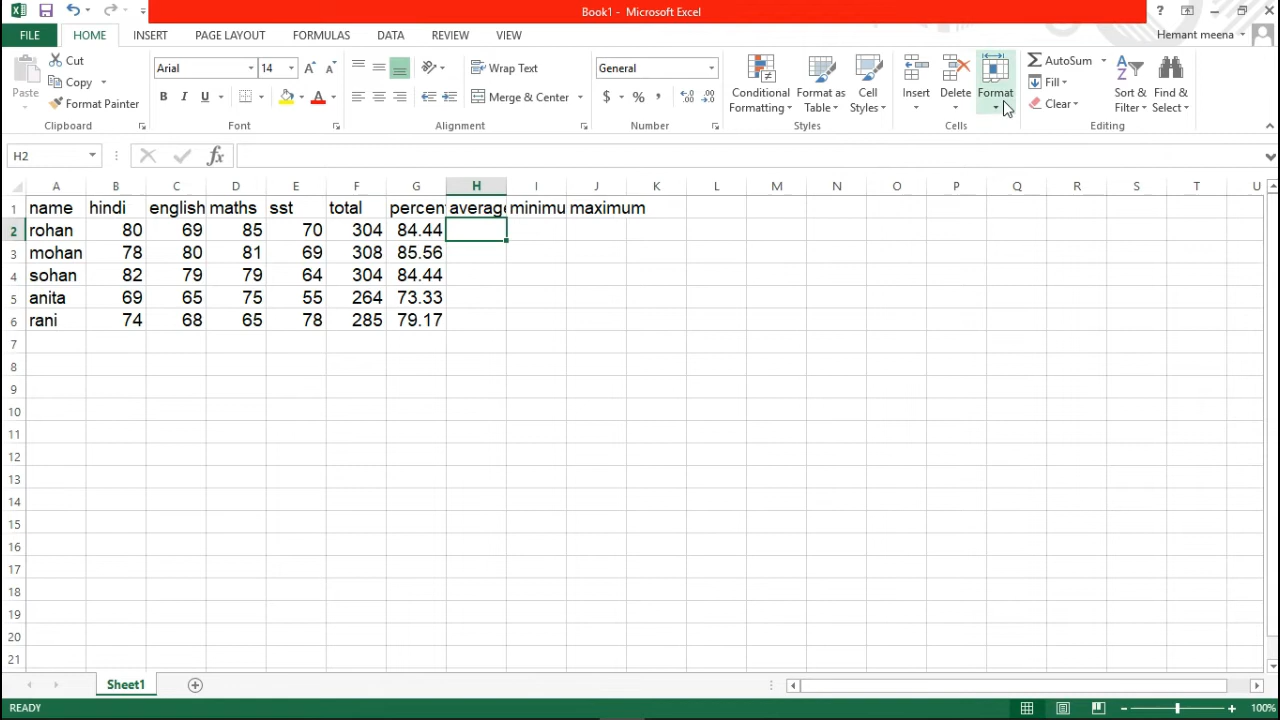 Book1 - Microsoft Excel
?
FILE HOME INSERT PAGE LAYOUT FORMULAS DATA REVIEW VIEW Hemant meena
Paste Cut Copy Format Painter
Clipboard
Arial 14
B I U
Font
Wrap Text
Merge & Center
Alignment
General
$ % ,
Number
Conditional Formatting
Format as Table
Cell Styles
Styles
Insert Delete Format
Cells
AutoSum
Fill
Clear
Sort & Filter
Find & Select
Editing
H2 fx
A B C D E F G H I J K L M N O P Q R S T U
1 name hindi english maths sst total percen average minimu maximum
2 rohan 80 69 85 70 304 84.44
3 mohan 78 80 81 69 308 85.56
4 sohan 82 79 79 64 304 84.44
5 anita 69 65 75 55 264 73.33
6 rani 74 68 65 78 285 79.17
7
8
9
10
11
12
13
14
15
16
17
18
19
20
21
Sheet1
READY 100%